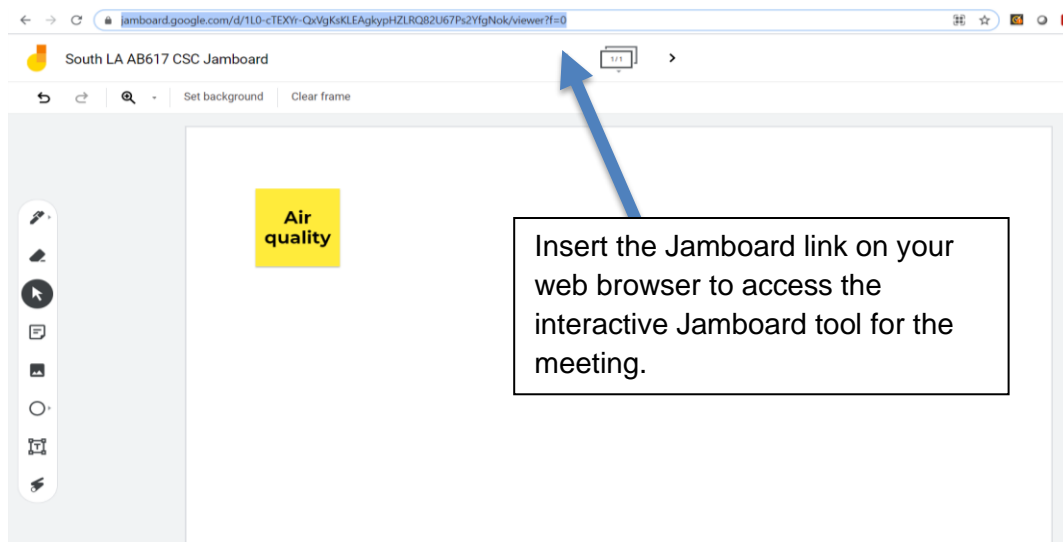 jamboard.google.com/d/1L0-cTEXYr-QxVgKsKLEAgkypHZLRQ82U67Ps2YfgNok/viewer?f=0
South LA AB617 CSC Jamboard
1/1
Set background Clear frame
Air
quality
Insert the Jamboard link on your
web browser to access the
interactive Jamboard tool for the
meeting.